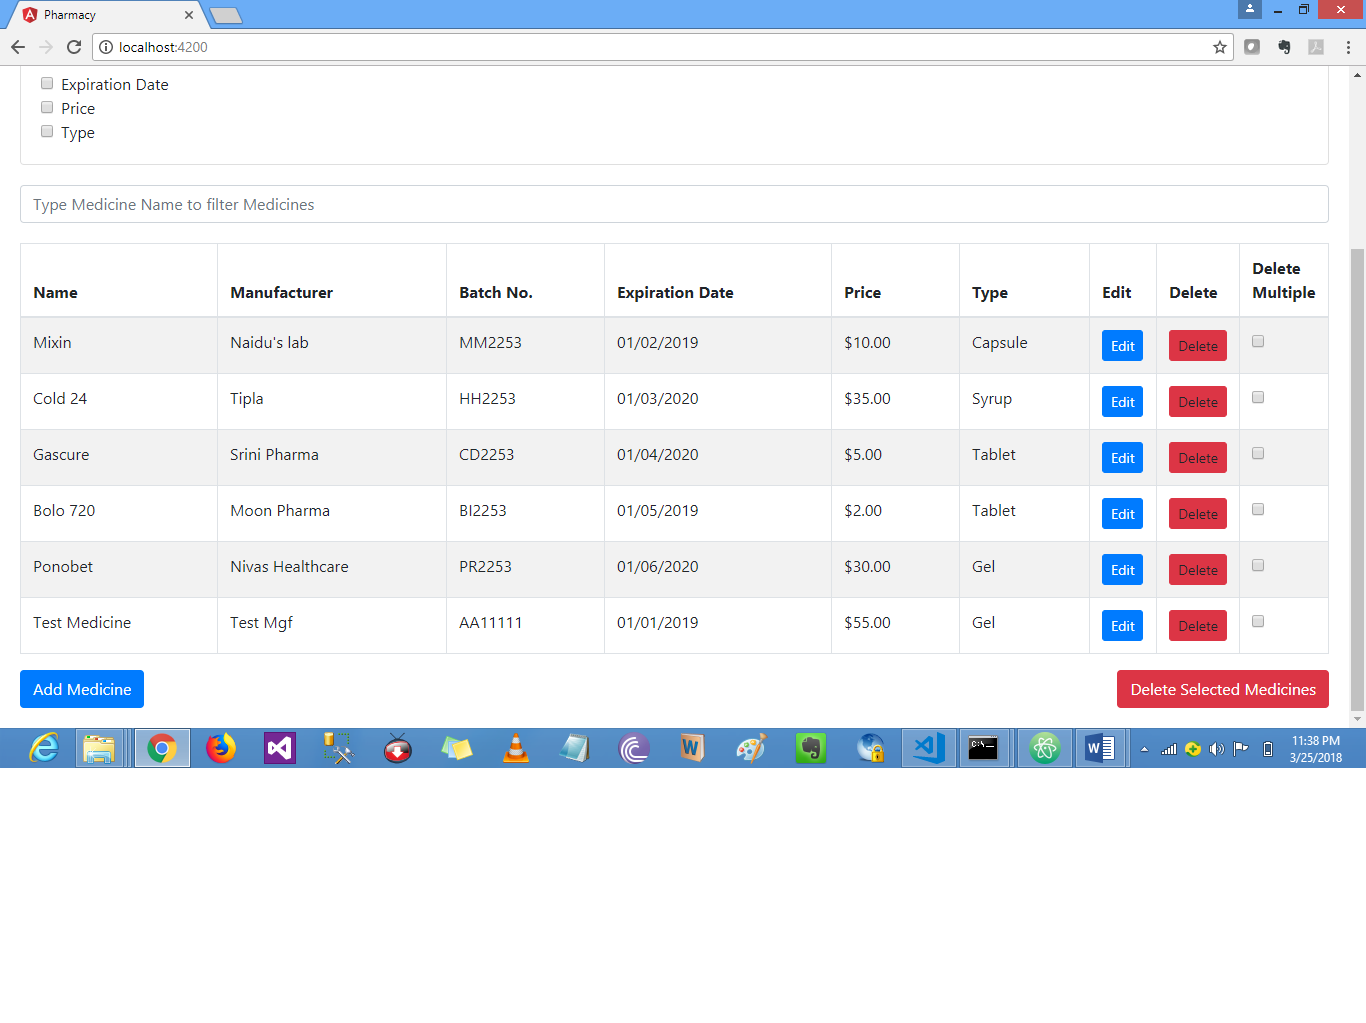 Pharmacy
localhost:4200
Expiration Date
Price
Type
Type Medicine Name to filter Medicines
Name Manufacturer Batch No. Expiration Date Price Type Edit Delete Delete Multiple
Mixin Naidu's lab MM2253 01/02/2019 $10.00 Capsule Edit Delete
Cold 24 Tipla HH2253 01/03/2020 $35.00 Syrup Edit Delete
Gascure Srini Pharma CD2253 01/04/2020 $5.00 Tablet Edit Delete
Bolo 720 Moon Pharma BI2253 01/05/2019 $2.00 Tablet Edit Delete
Ponobet Nivas Healthcare PR2253 01/06/2020 $30.00 Gel Edit Delete
Test Medicine Test Mgf AA11111 01/01/2019 $55.00 Gel Edit Delete
Add Medicine Delete Selected Medicines
11:38 PM
3/25/2018